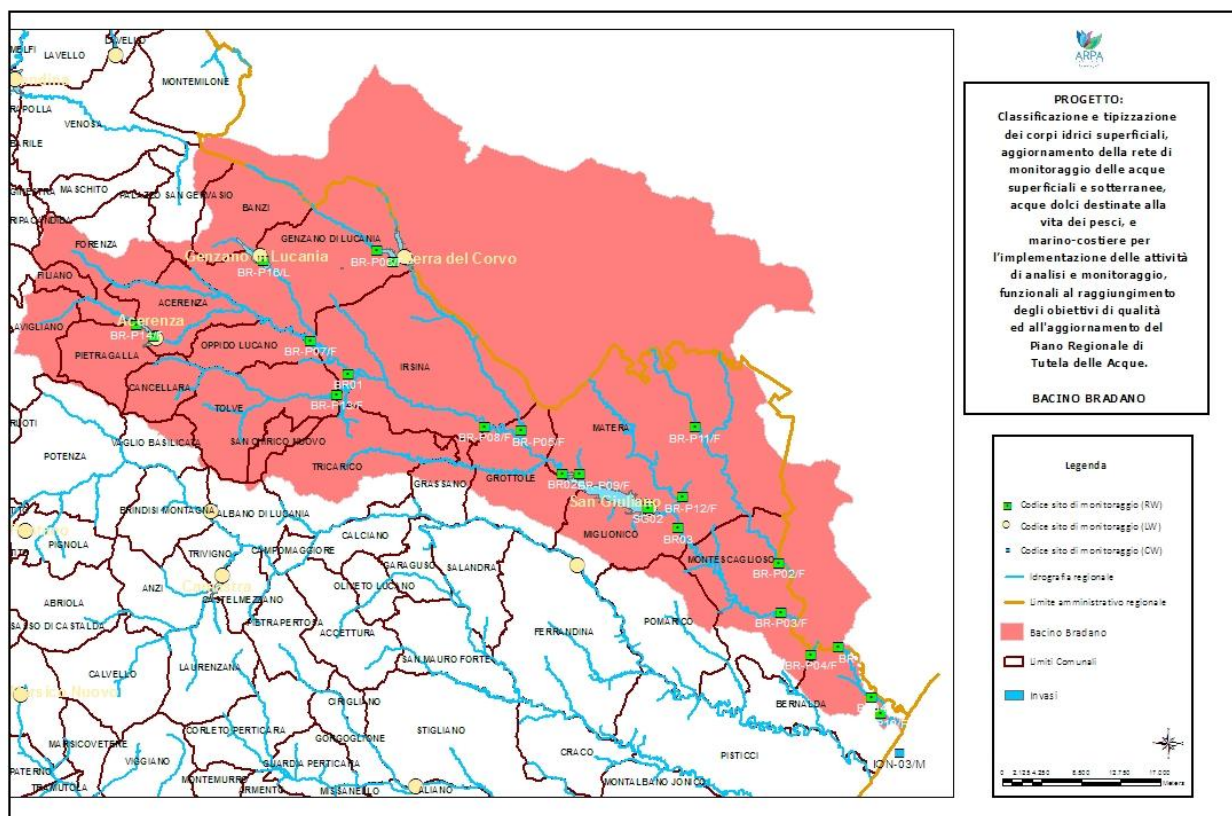 LAVELLO
MONTEMILONE
VENOSA
BARILE
MASCHITO
PALAZZO SAN GERVASIO
BANZI
FORENZA
GENZANO DI LUCANIA
Genzano di Lucania
BR-P16/L
FILIANO
ACERENZA
Acerenza
BR-P14/F
PIETRAGALLA
OPPIDO LUCANO
BR-P07/F
IRSINA
BR01
CANCELLARA
TOLVE
VAGLIO BASILICATA
SAN CHIRICO NUOVO
POTENZA
TRICARICO
BR-P08/F
BR-P05/F
MATERA
BR-P11/F
GRASSANO
GROTTOLE
BR-P09/F
San Giuliano
SG02
BR-P12/F
BR03
MIGLIONICO
MONTESCAGLIOSO
BRINDISI MONTAGNA
ALBANO DI LUCANIA
CALCIANO
PIGNOLA
TRIVIGNO
CAMPOMAGGIORE
GARAGUSO
SALANDRA
BR-P02/F
ANZI
OLIVETO LUCANO
ABRIOLA
CASTELMEZZANO
PIETRAPERTOSA
ACCETTURA
FERRANDINA
POMARICO
BR-P03/F
SASSO DI CASTALDA
CALVELLO
LAURENZANA
SAN MAURO FORTE
BR-P04/F
BERNALDA
CIRIGLIANO
CORLETO PERTICARA
GORGOGLIONE
STIGLIANO
MARSICOVETERE
VIGGIANO
GUARDIA PERTICARA
CRACO
PISTICCI
ION-03/M
PATERNO
TRAMUTOLA
MONTEMURRO
MISSANELLO
MONTALBANO JONICO
ARPA
PROGETTO:
Classificazione e tipizzazione
dei corpi idrici superficiali,
aggiornamento della rete di
monitoraggio delle acque
superficiali e sotterranee,
acque dolci destinate alla
vita dei pesci, e
marino-costiere per
l'implementazione delle attività
di analisi e monitoraggio,
funzionali al raggiungimento
degli obiettivi di qualità
ed all'aggiornamento del
Piano Regionale di
Tutela delle Acque.
BACINO BRADANO
Legenda
Codice sito di monitoraggio (RW)
Codice sito di monitoraggio (LW)
Codice sito di monitoraggio (CW)
Idrografia regionale
Limite amministrativo regionale
Bacino Bradano
Limiti Comunali
Invasi
Meters